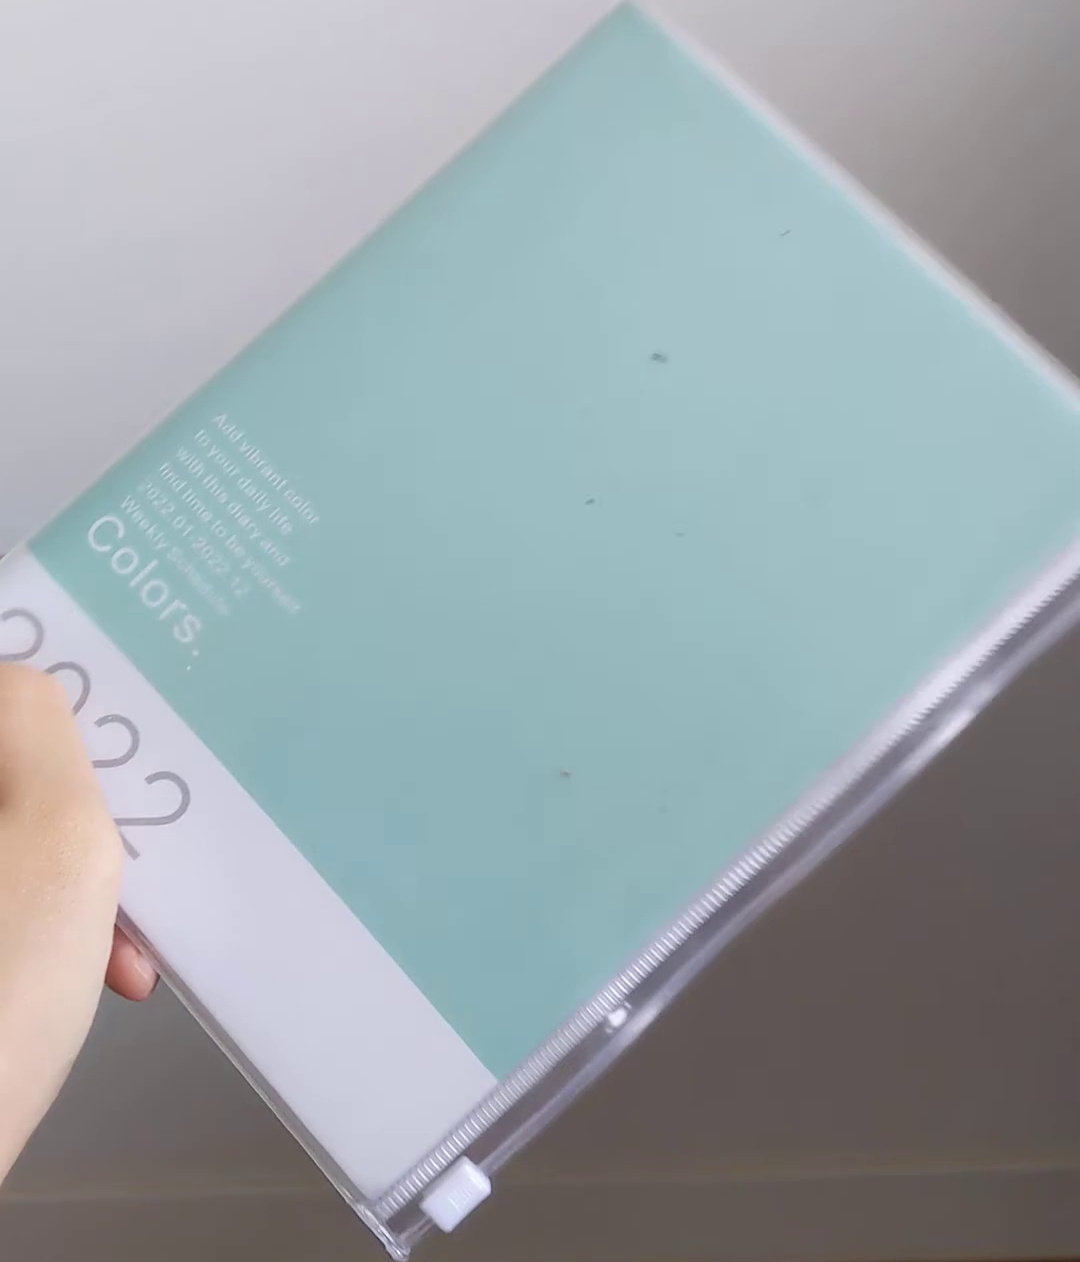 Add vibrant color
to your daily life
with this diary and
find time to be yourself
2022.01-2022.12
Weekly Schedule
Colors.
2022